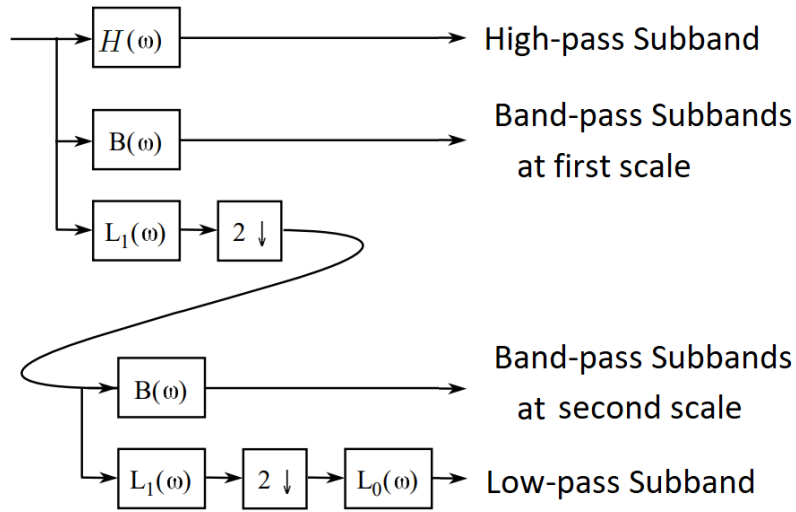 H(ω)
High-pass Subband
B(ω)
Band-pass Subbands
at first scale
L₁(ω) 2 ↓
B(ω)
Band-pass Subbands
at second scale
L₁(ω) 2 ↓ L₀(ω) Low-pass Subband